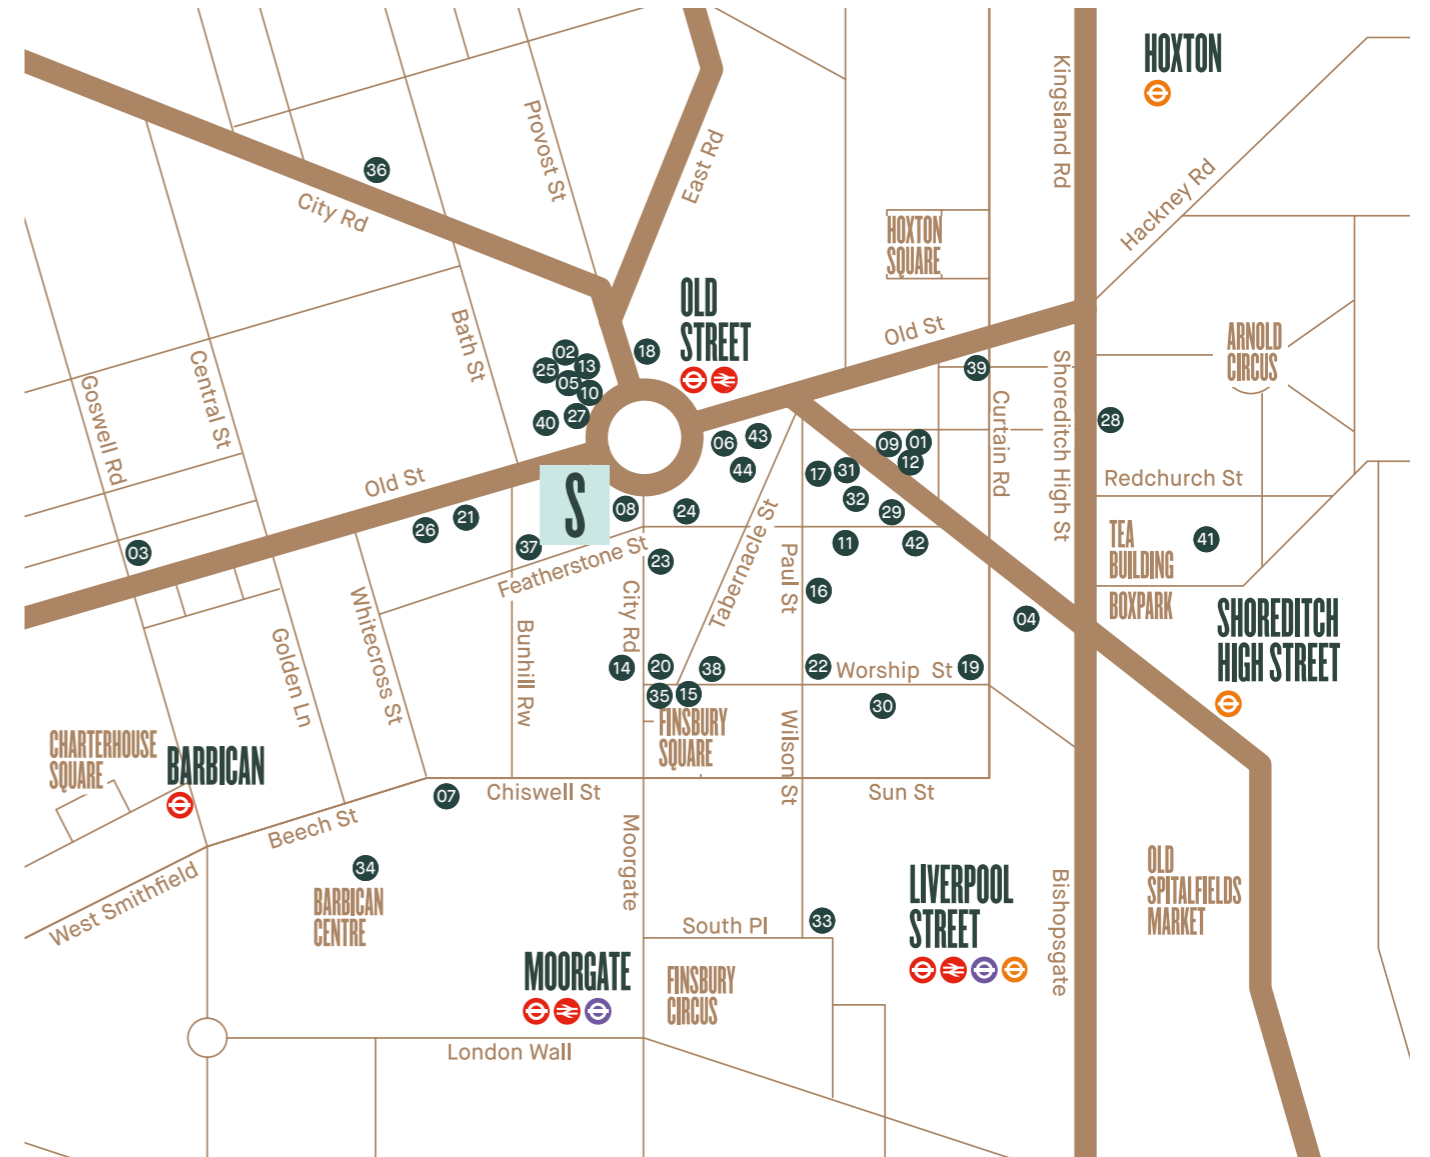 HOXTON
Kingsland Rd
Provost St
East Rd
Hackney Rd
36
City Rd
HOXTON
SQUARE
OLD
STREET
Bath St
Old St
ARNOLD
CIRCUS
02
18
13
25
05
10
39
Goswell Rd
Central St
Shoreditch High St
Curtain Rd
27
40
28
06
43
44
09
01
12
17
31
32
29
Old St
Redchurch St
S
08
24
26
21
37
03
Featherstone St
Tabernacle St
11
42
TEA
BUILDING
41
23
Paul St
16
City Rd
BOXPARK
04
SHOREDITCH
HIGH STREET
Whitecross St
Golden Ln
Bunhill Rw
14
20
38
22
Worship St
19
35
15
30
FINSBURY
SQUARE
Wilson St
CHARTERHOUSE
SQUARE
BARBICAN
07
Chiswell St
Sun St
Beech St
Moorgate
34
BARBICAN
CENTRE
West Smithfield
LIVERPOOL
STREET
Bishopsgate
OLD
SPITALFIELDS
MARKET
South Pl
33
MOORGATE
FINSBURY
CIRCUS
London Wall